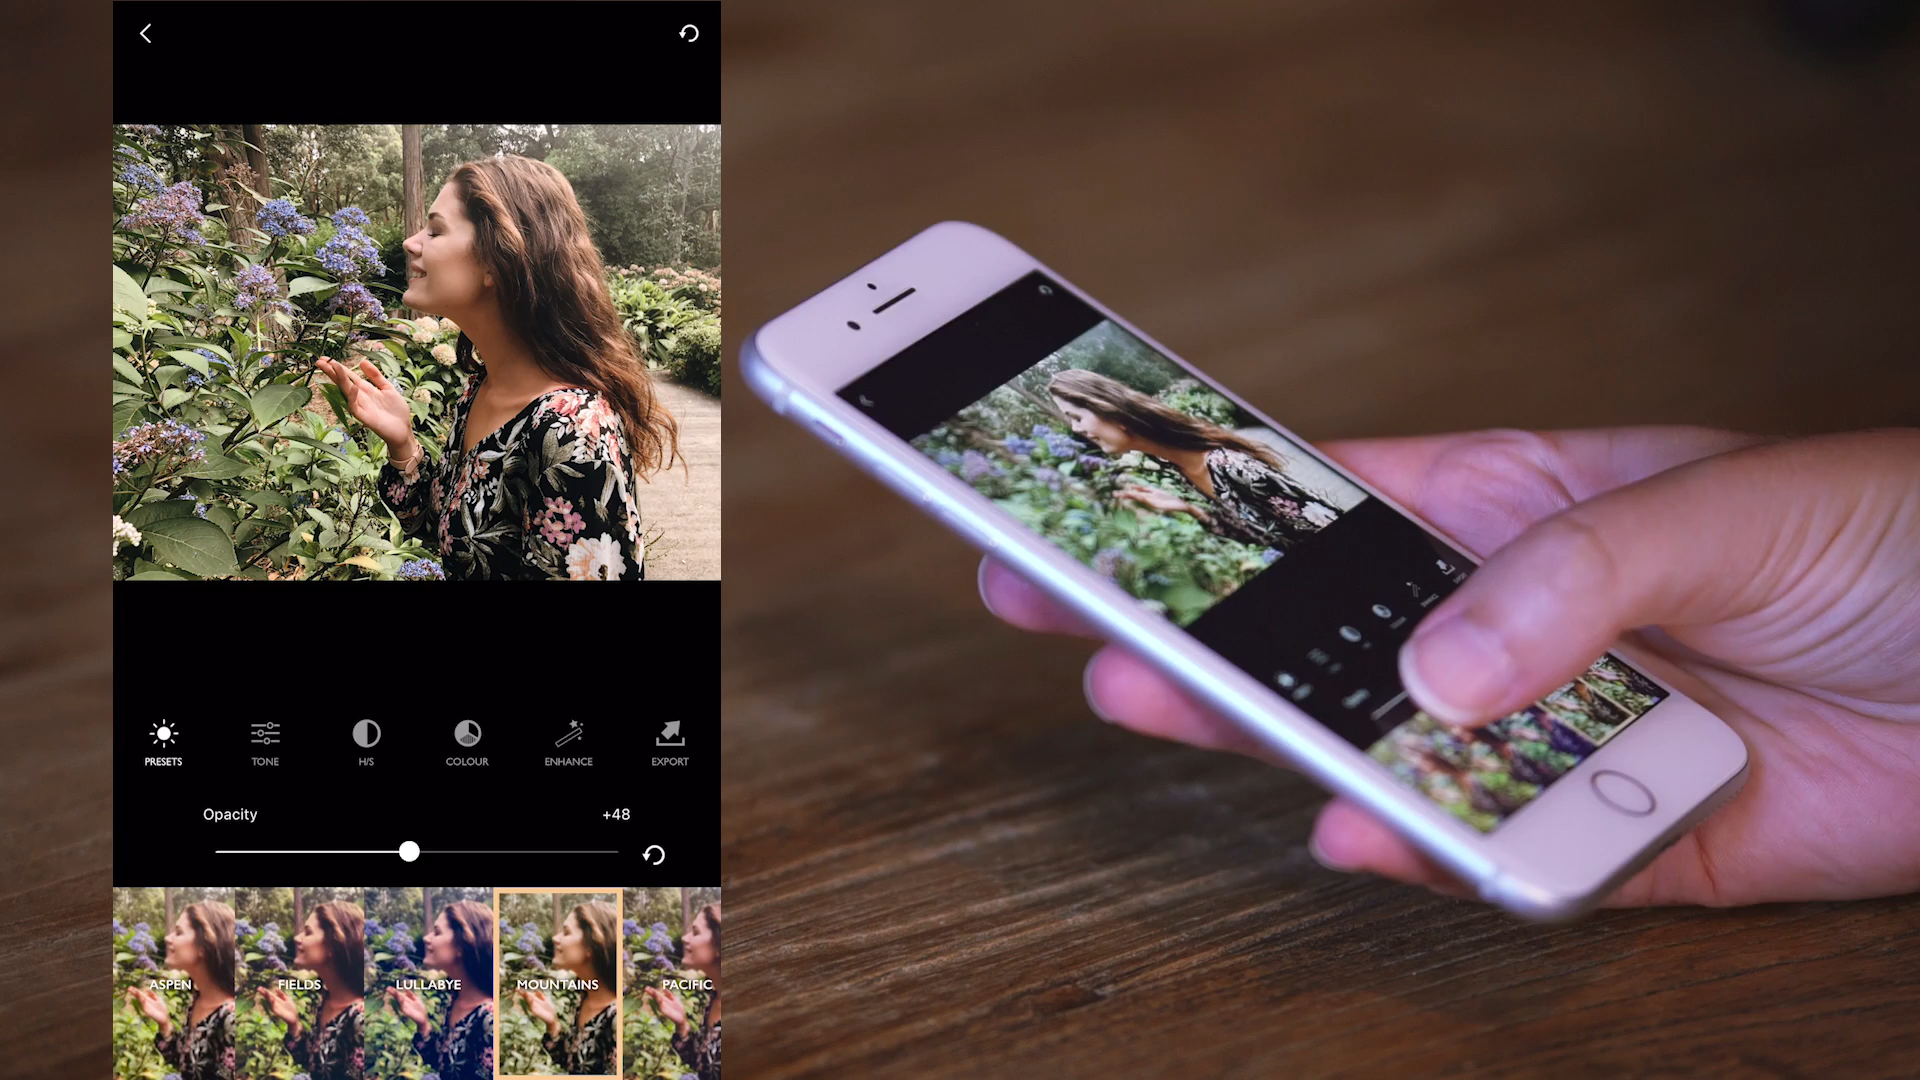 PRESETS TONE H/S COLOUR ENHANCE EXPORT
Opacity +48
ASPEN FIELDS LULLABYE MOUNTAINS PACIFIC